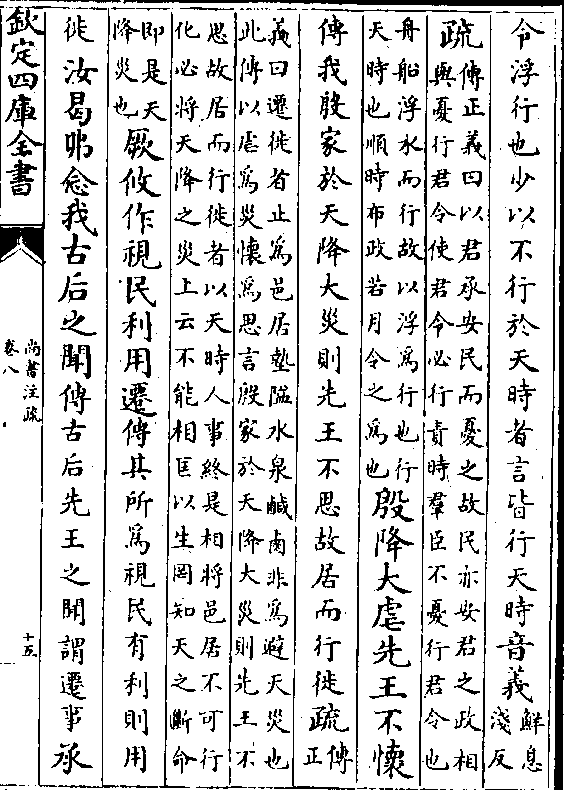 令浮行也少以不行於天時者言皆行天時音義鮮息
淺反
疏傳正義曰以君承安民而憂之故民亦安君之政相
與憂行君令使君令必行責時羣臣不憂行君令也
舟船浮水而行故以浮為行也行
天時也順時布政若月令之為也殷降大虐先王不懷
傳我殷家於天降大災則先王不思故居而行徙疏傳
正
義曰遷徙者止為邑居墊隘水泉鹹鹵非為避天災也
此傳以虐為災懷為思言殷家於天降大災則先王不
思故居而行徙者以天時人事終是相將邑居不可行
化必將天降之災上云不能相匡以生罔知天之斷命
即是天
降災也厥攸作視民利用遷傳其所為視民有利則用
徙汝曷弗念我古后之聞傳古后先王之聞謂遷事承
欽定四庫全書
尚書注疏
卷八
十五